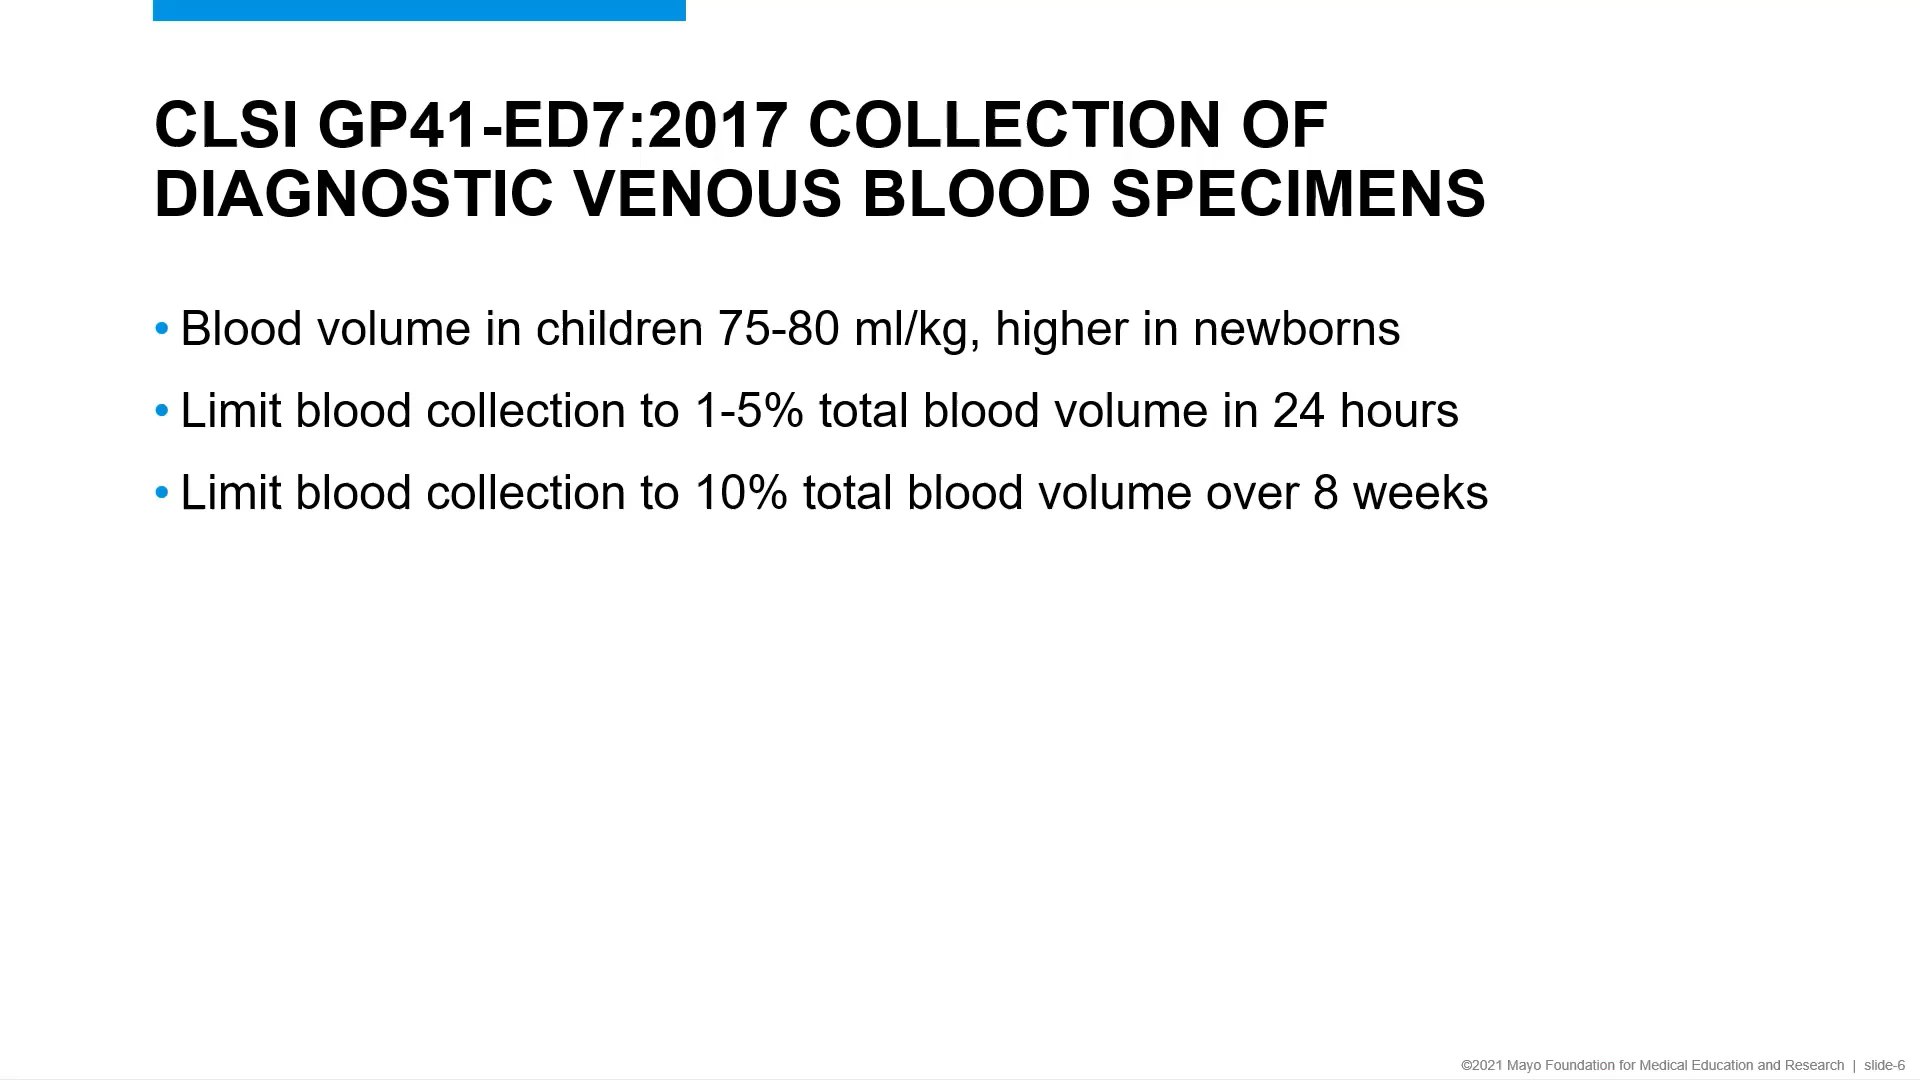 CLSI GP41-ED7:2017 COLLECTION OF
DIAGNOSTIC VENOUS BLOOD SPECIMENS
• Blood volume in children 75-80 ml/kg, higher in newborns
• Limit blood collection to 1-5% total blood volume in 24 hours
• Limit blood collection to 10% total blood volume over 8 weeks
©2021 Mayo Foundation for Medical Education and Research | slide-6